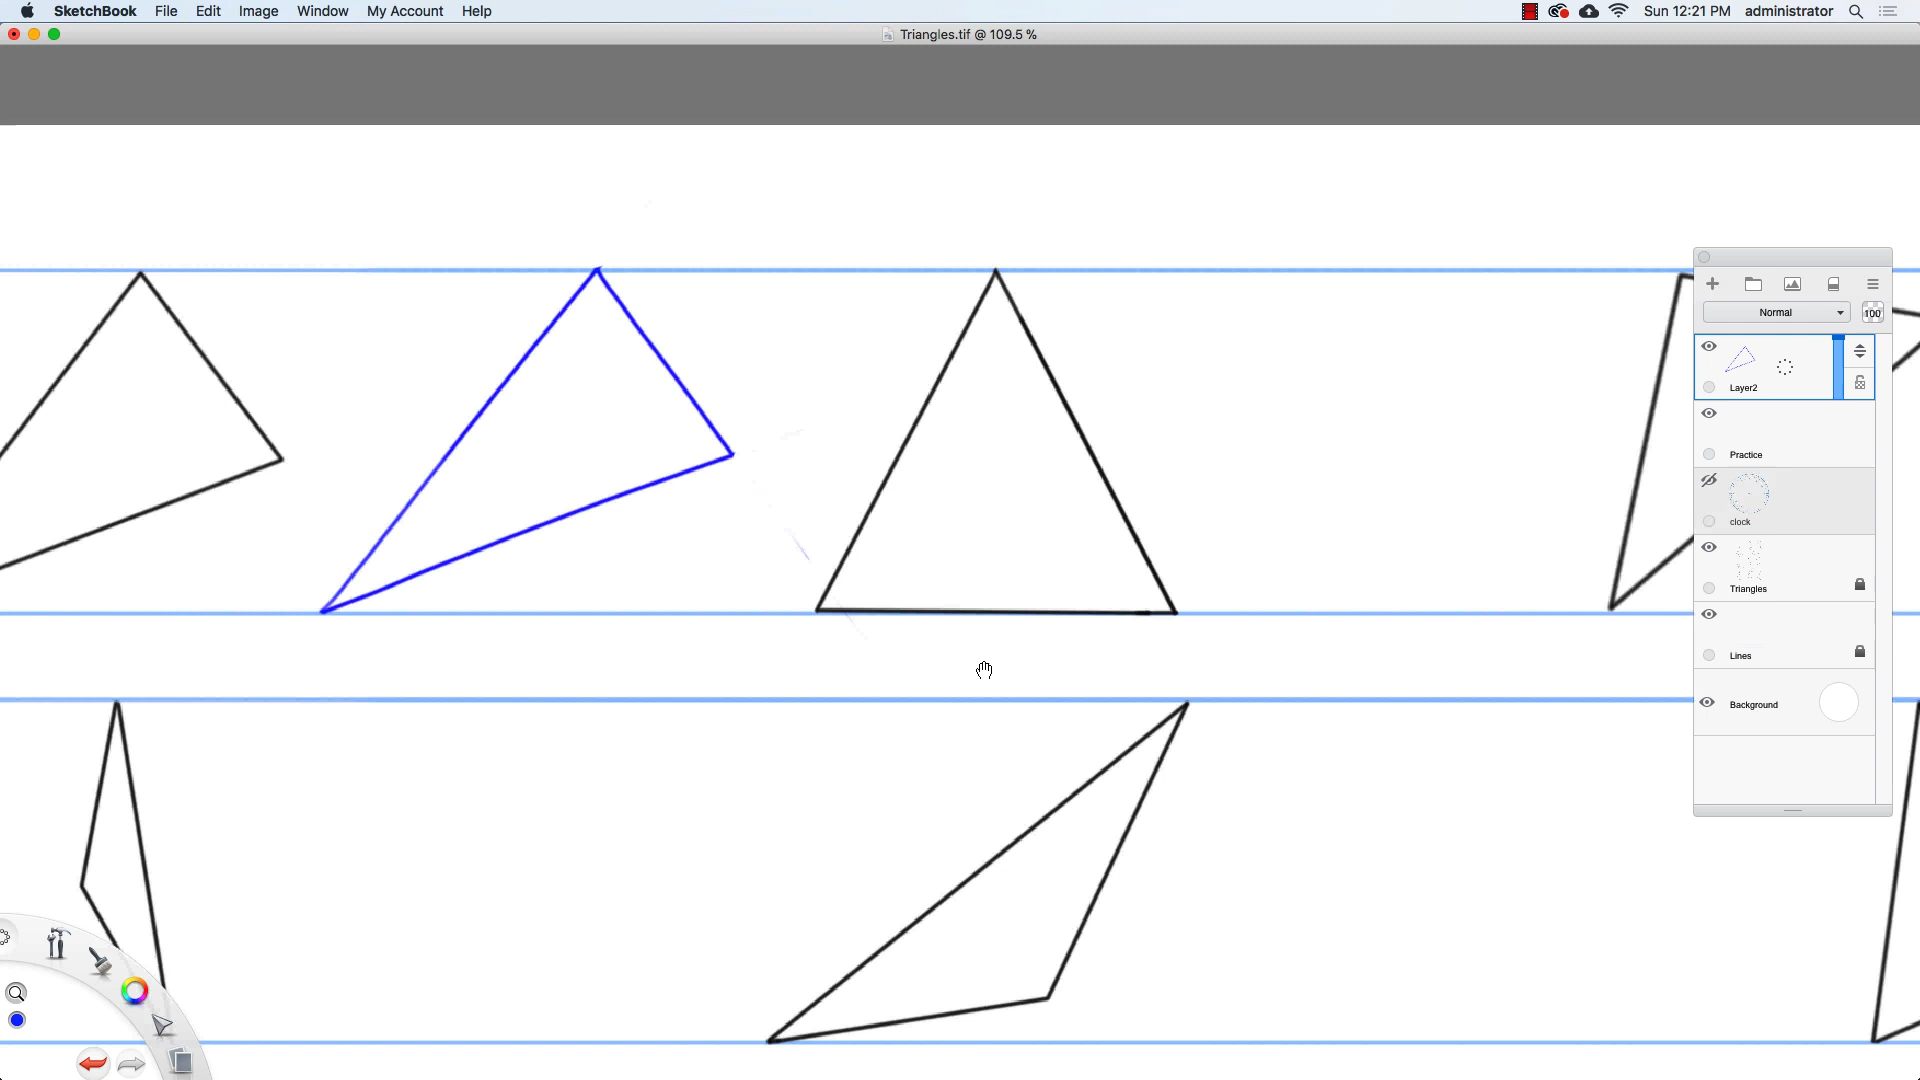 SketchBook File Edit Image Window My Account Help Sun 12:21 PM administrator
Triangles.tif @ 109.5 %
Normal 100
Layer2
Practice
clock
Triangles
Lines
Background